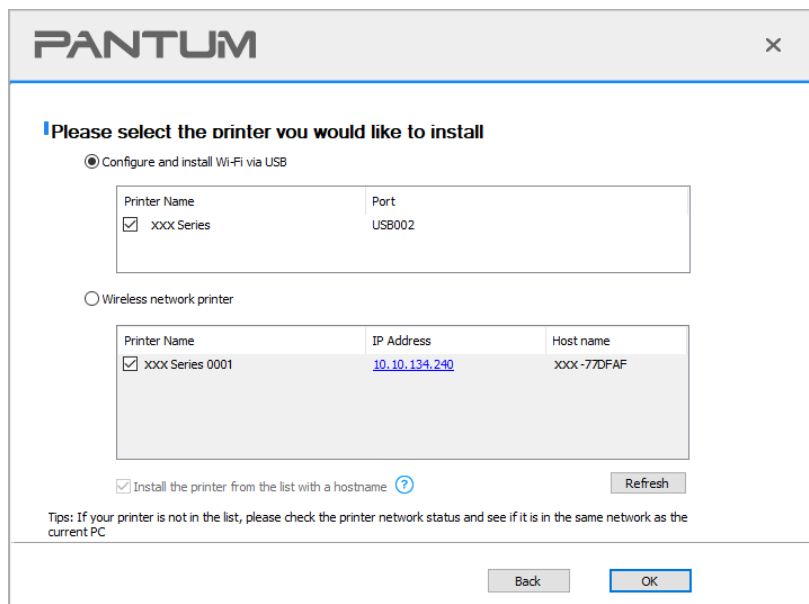 PANTUM
Please select the printer you would like to install
Configure and install Wi-Fi via USB
Printer Name Port
XXX Series USB002
Wireless network printer
Printer Name IP Address Host name
XXX Series 0001 10.10.134.240 XXX-77DFAF
Install the printer from the list with a hostname ?
Refresh
Tips: If your printer is not in the list, please check the printer network status and see if it is in the same network as the
current PC
Back OK